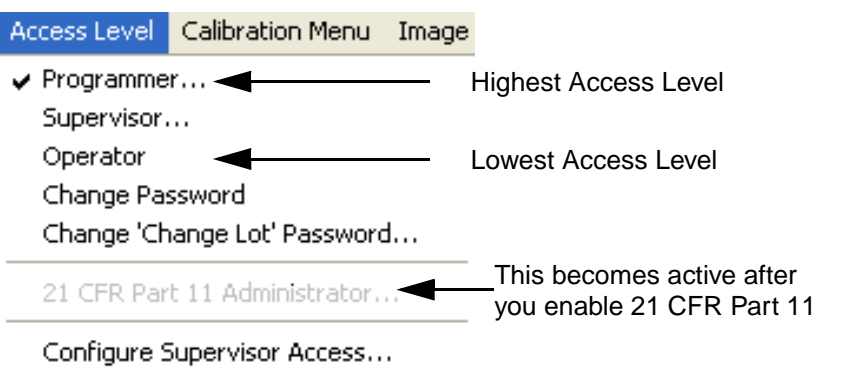 Access Level Calibration Menu Image
Programmer... Highest Access Level
Supervisor...
Operator Lowest Access Level
Change Password
Change 'Change Lot' Password...
21 CFR Part 11 Administrator...
This becomes active after
you enable 21 CFR Part 11
Configure Supervisor Access...